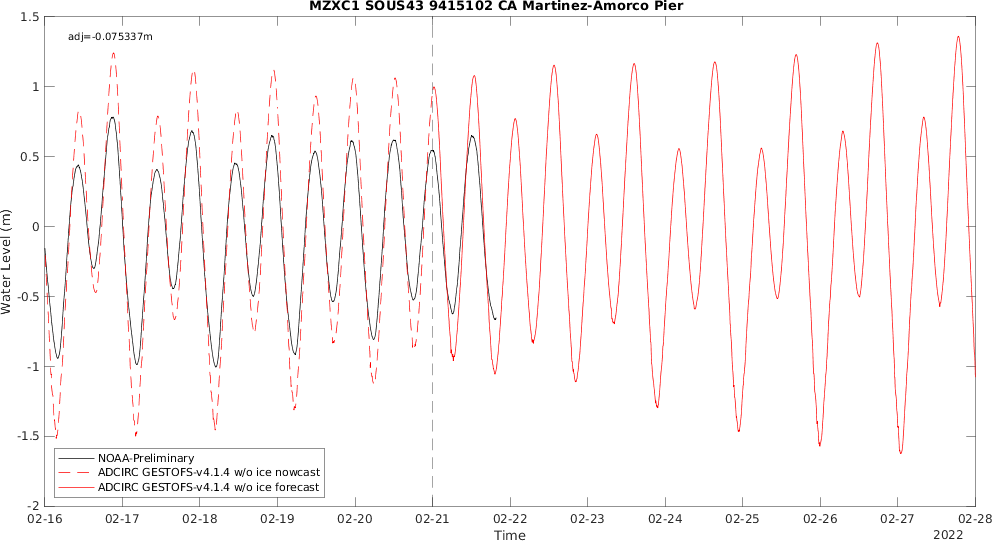 MZXC1 SOUS43 9415102 CA Martinez-Amorco Pier
adj=-0.075337m
1.5
1
0.5
0
-0.5
-1
-1.5
-2
Water Level (m)
NOAA-Preliminary
ADCIRC GESTOFS-v4.1.4 w/o ice nowcast
ADCIRC GESTOFS-v4.1.4 w/o ice forecast
02-16 02-17 02-18 02-19 02-20 02-21 02-22 02-23 02-24 02-25 02-26 02-27 02-28
Time
2022